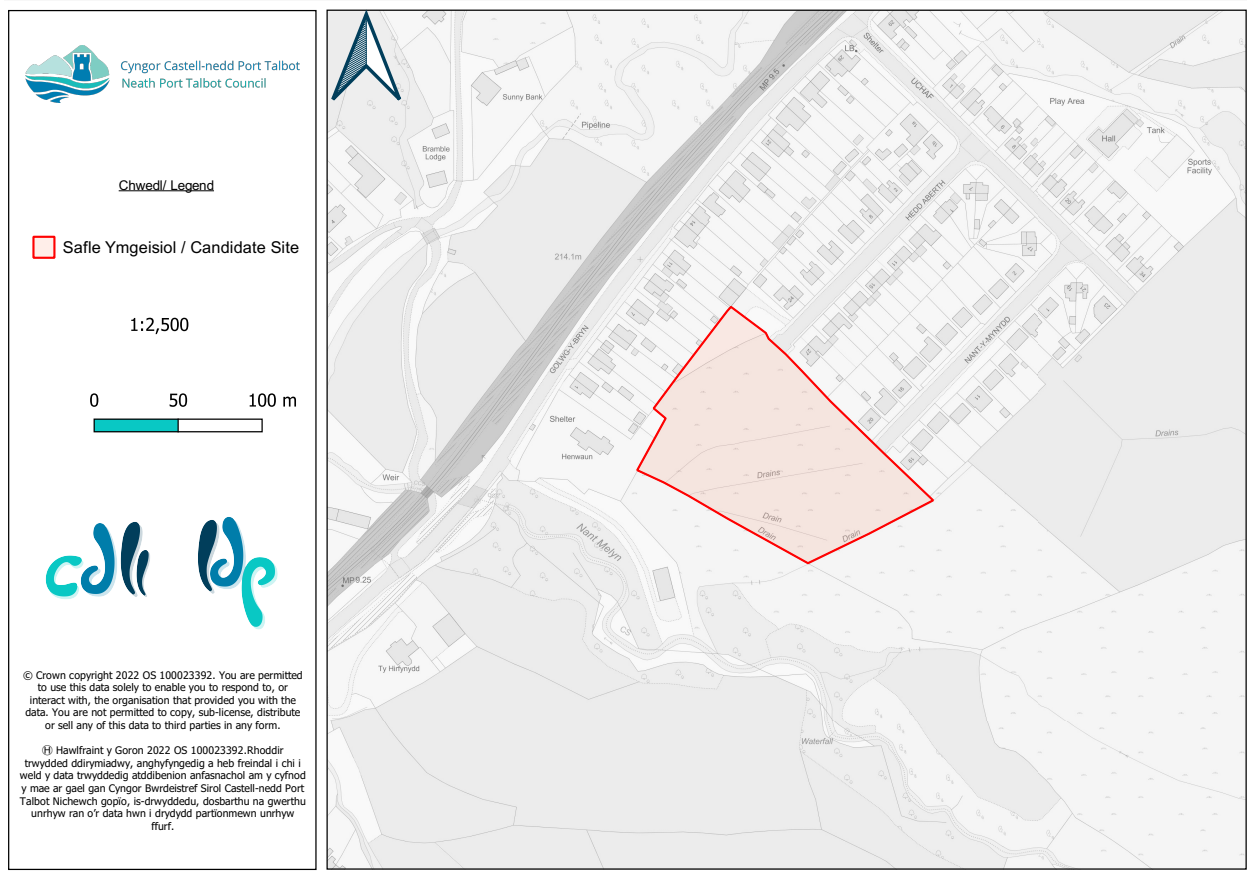 Cyngor Castell-nedd Port Talbot
Neath Port Talbot Council
Chwedl/ Legend
Safle Ymgeisiol / Candidate Site
1:2,500
0 50 100 m
cdll ldp
© Crown copyright 2022 OS 100023392. You are permitted
to use this data solely to enable you to respond to, or
interact with, the organisation that provided you with the
data. You are not permitted to copy, sub-license, distribute
or sell any of this data to third parties in any form.
Ⓗ Hawlfraint y Goron 2022 OS 100023392.Rhoddir
trwydded ddirymiadwy, anghyfyngedig a heb freindal i chi i
weld y data trwyddedig atddibenion anfasnachol am y cyfnod
y mae ar gael gan Cyngor Bwrdeistref Sirol Castell-nedd Port
Talbot Nichewch gopïo, is-drwyddedu, dosbarthu na gwerthu
unrhyw ran o'r data hwn i drydydd partïonmewn unrhyw
ffurf.
LB
Shelter
Drain
MP 9.5
UCHAF
Sunny Bank
Play Area
Pipeline
Hall
Tank
Bramble
Lodge
Sports
Facility
HEDD ABERTH
214.1m
GOLWG-Y-BRYN
NANT-Y-MYNYDD
Shelter
Henwaun
Drains
Weir
Drains
Drain
Drain
Drain
Nant Melyn
MP 9.25
CS
Ty Hirfynydd
Waterfall